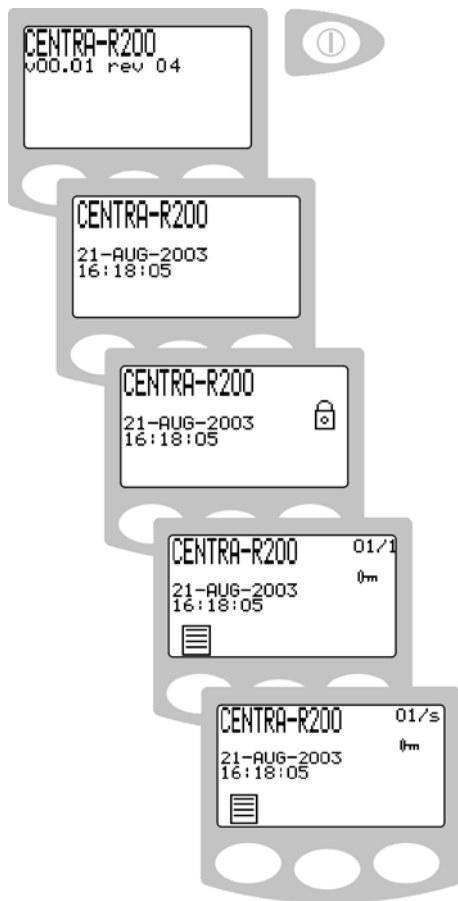 CENTRA-R200
v00.01 rev 04
CENTRA-R200
21-AUG-2003
16:18:05
CENTRA-R200
21-AUG-2003
16:18:05
CENTRA-R200 01/1
21-AUG-2003
16:18:05
CENTRA-R200 01/s
21-AUG-2003
16:18:05